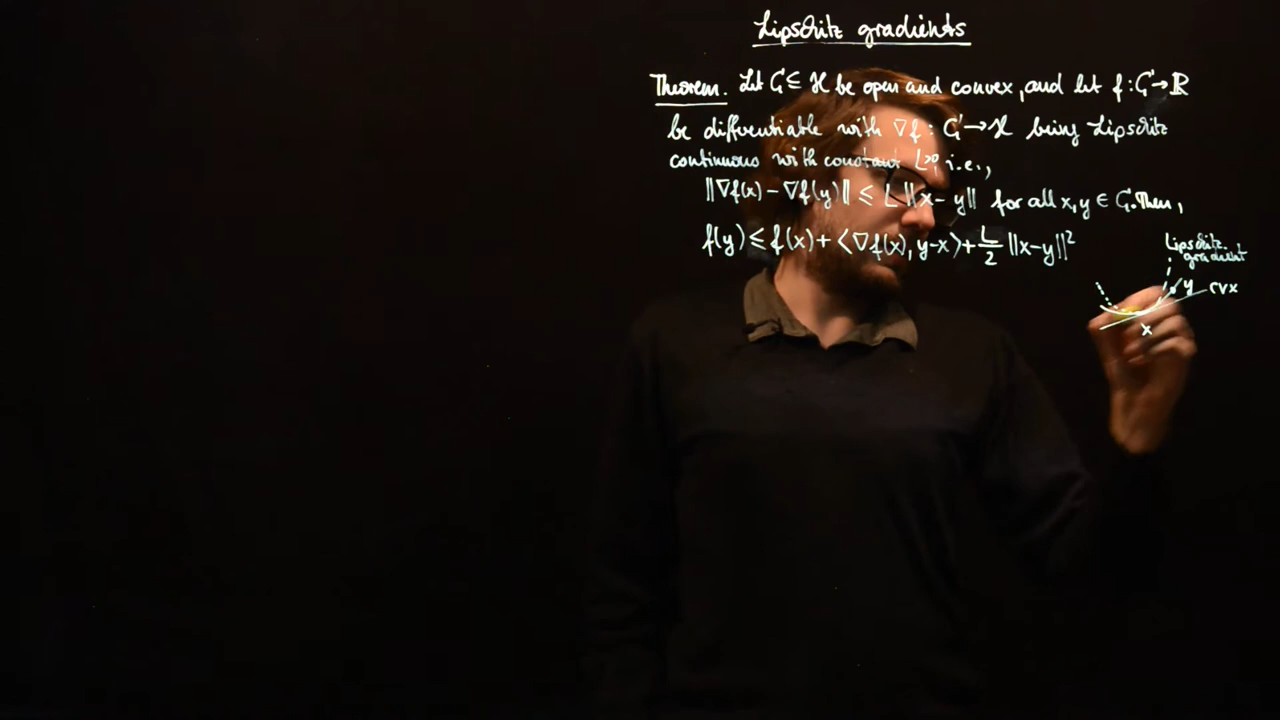 Lipschitz gradients
Theorem. Let C ⊆ H be open and convex, and let f : C → ℝ
be differentiable with ∇f : C → H being Lipschitz
continuous with constant L>0, i.e.,
‖∇f(x) − ∇f(y)‖ ≤ L ‖x − y‖ for all x, y ∈ C. Then,
f(y) ≤ f(x) + ⟨∇f(x), y−x⟩ + L/2 ‖x−y‖²
Lipschitz
gradient
y cvx
x